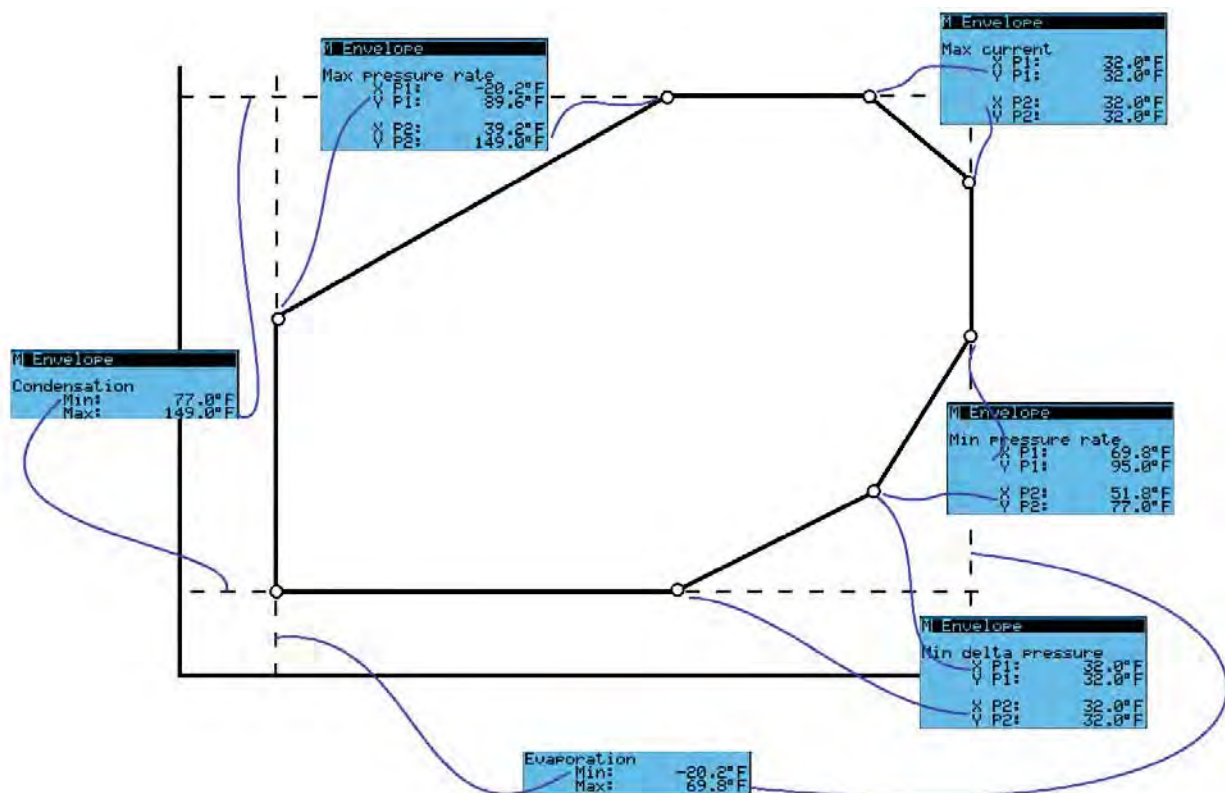 M Envelope
Max pressure rate
X P1: -20.2°F
Y P1: 89.6°F
X P2: 39.2°F
Y P2: 149.0°F
M Envelope
Max current
X P1: 32.0°F
Y P1: 32.0°F
X P2: 32.0°F
Y P2: 32.0°F
M Envelope
Condensation
Min: 77.0°F
Max: 149.0°F
M Envelope
Min pressure rate
X P1: 69.8°F
Y P1: 95.0°F
X P2: 51.8°F
Y P2: 77.0°F
M Envelope
Min delta pressure
X P1: 32.0°F
Y P1: 32.0°F
X P2: 32.0°F
Y P2: 32.0°F
Evaporation
Min: -20.2°F
Max: 69.8°F